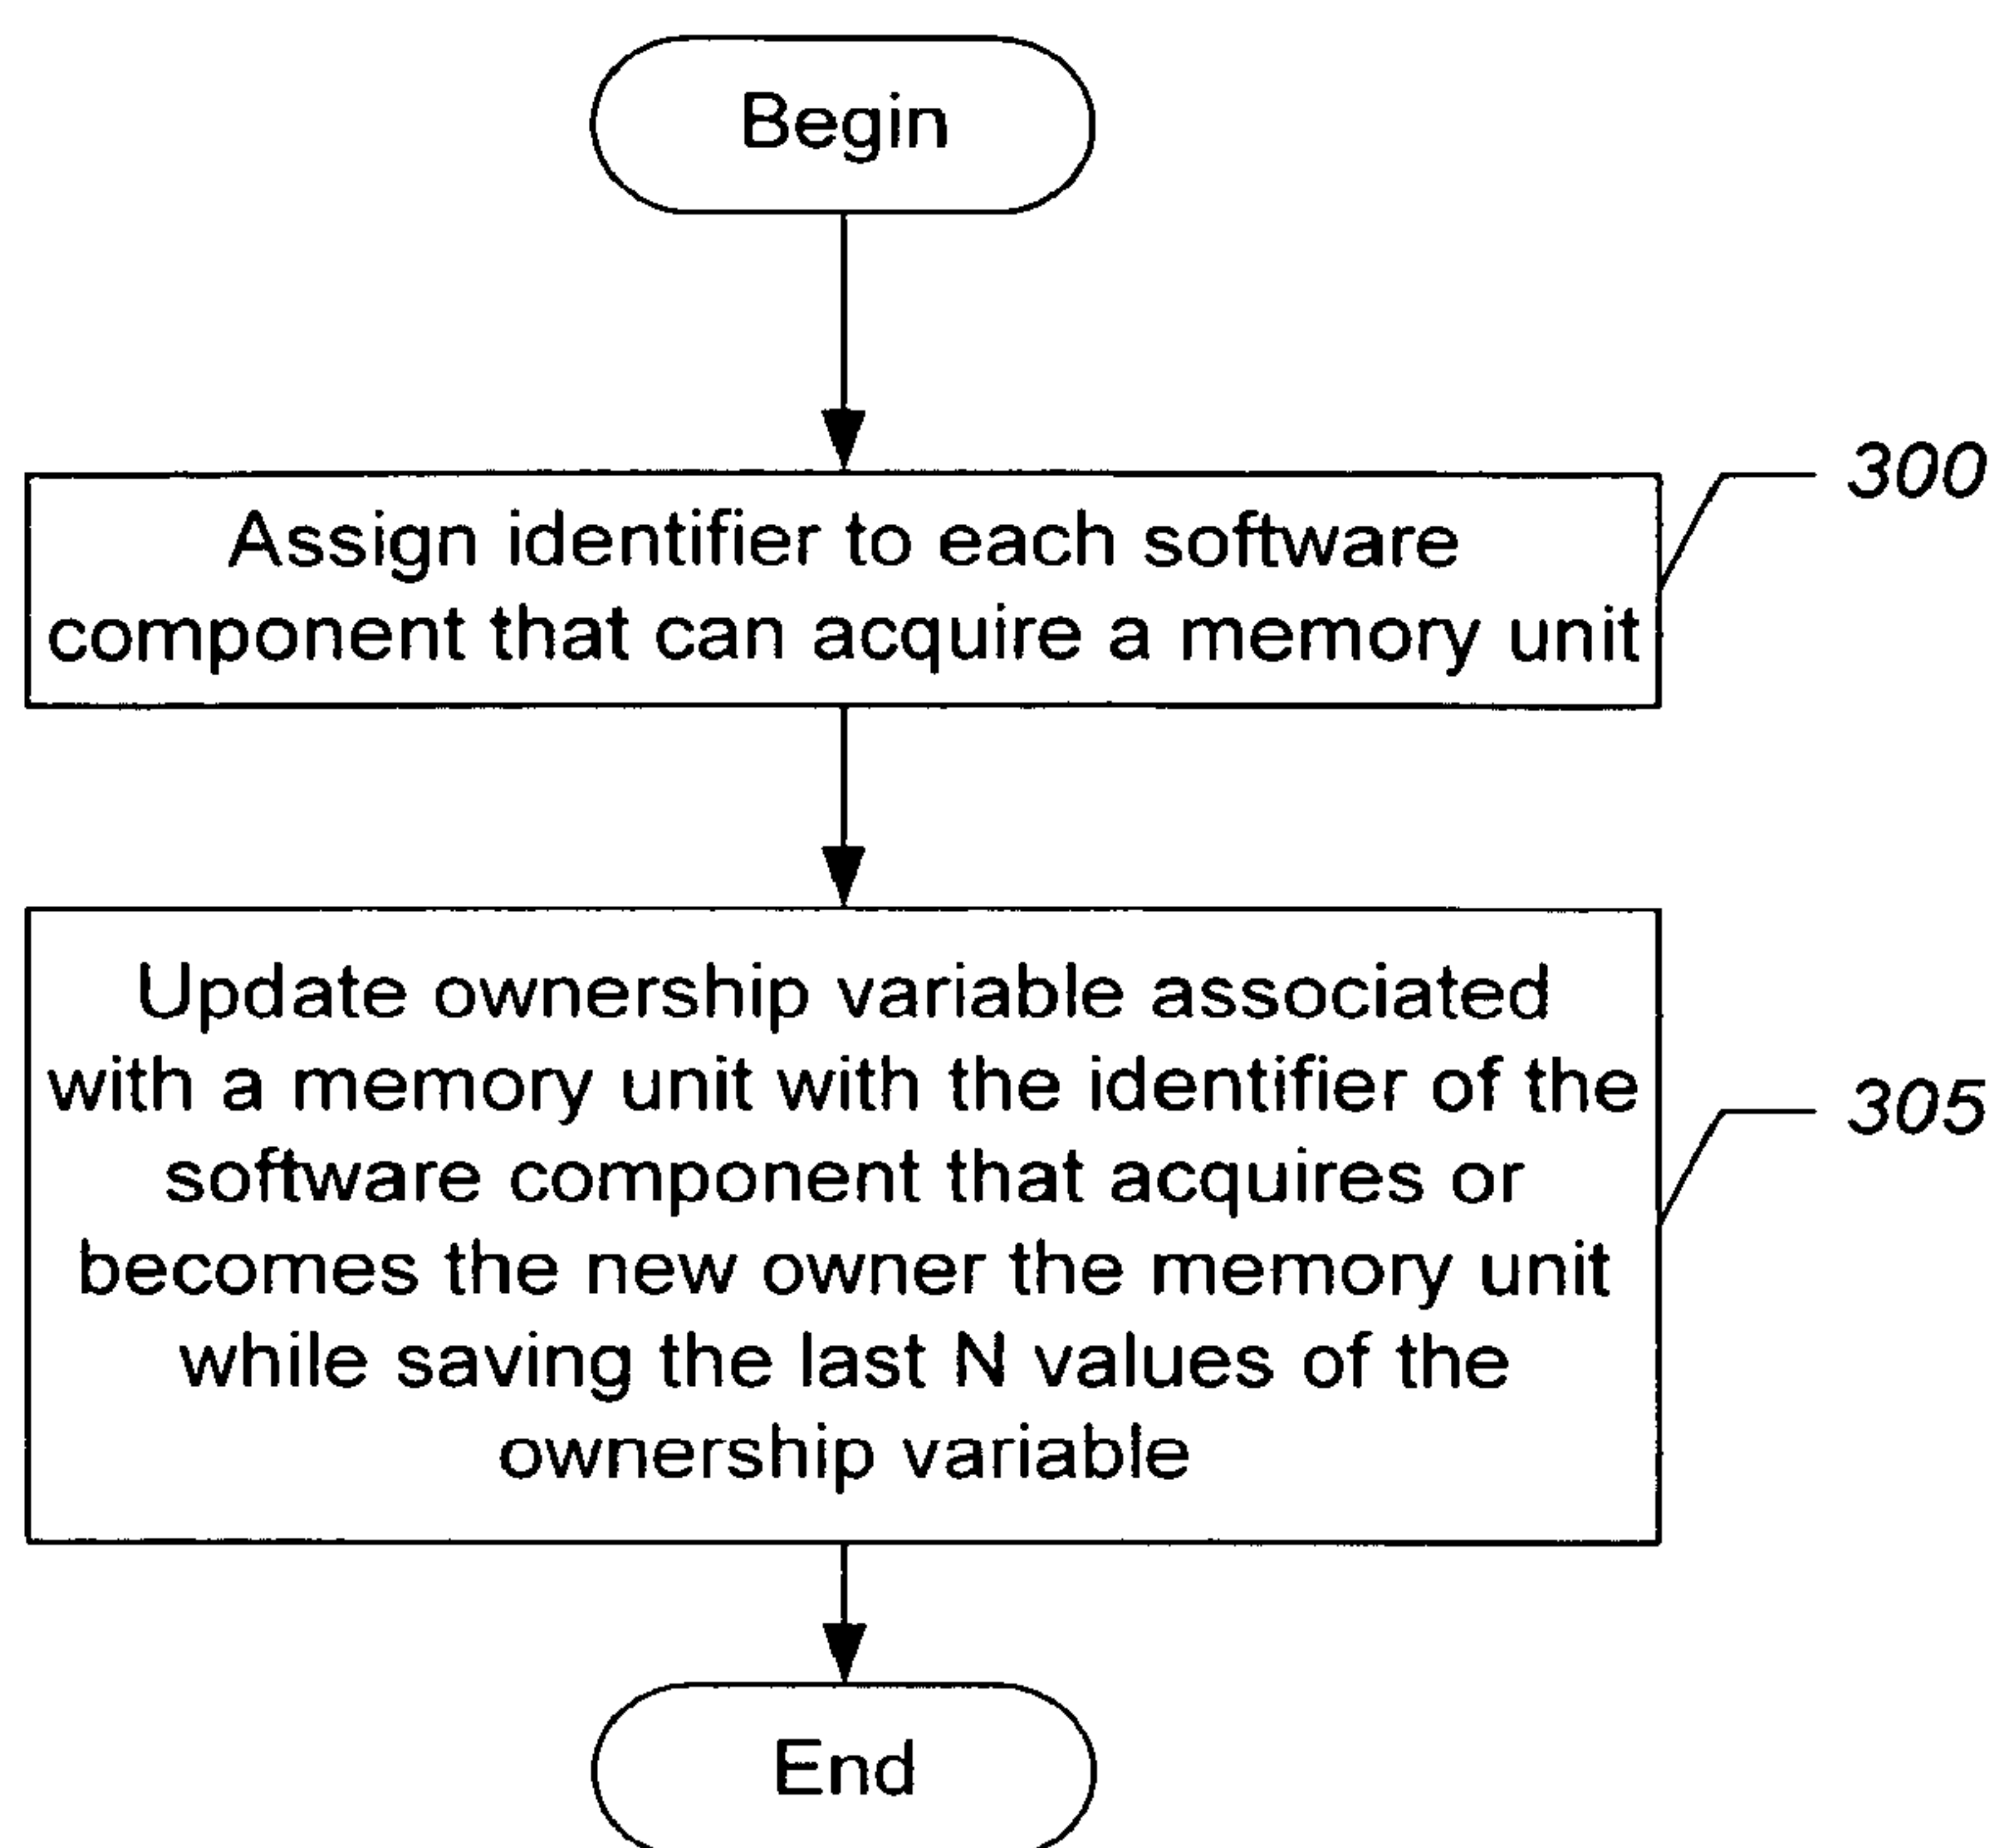 Begin
300
Assign identifier to each software
component that can acquire a memory unit
Update ownership variable associated
with a memory unit with the identifier of the
305
software component that acquires or
becomes the new owner the memory unit
while saving the last N values of the
ownership variable
End